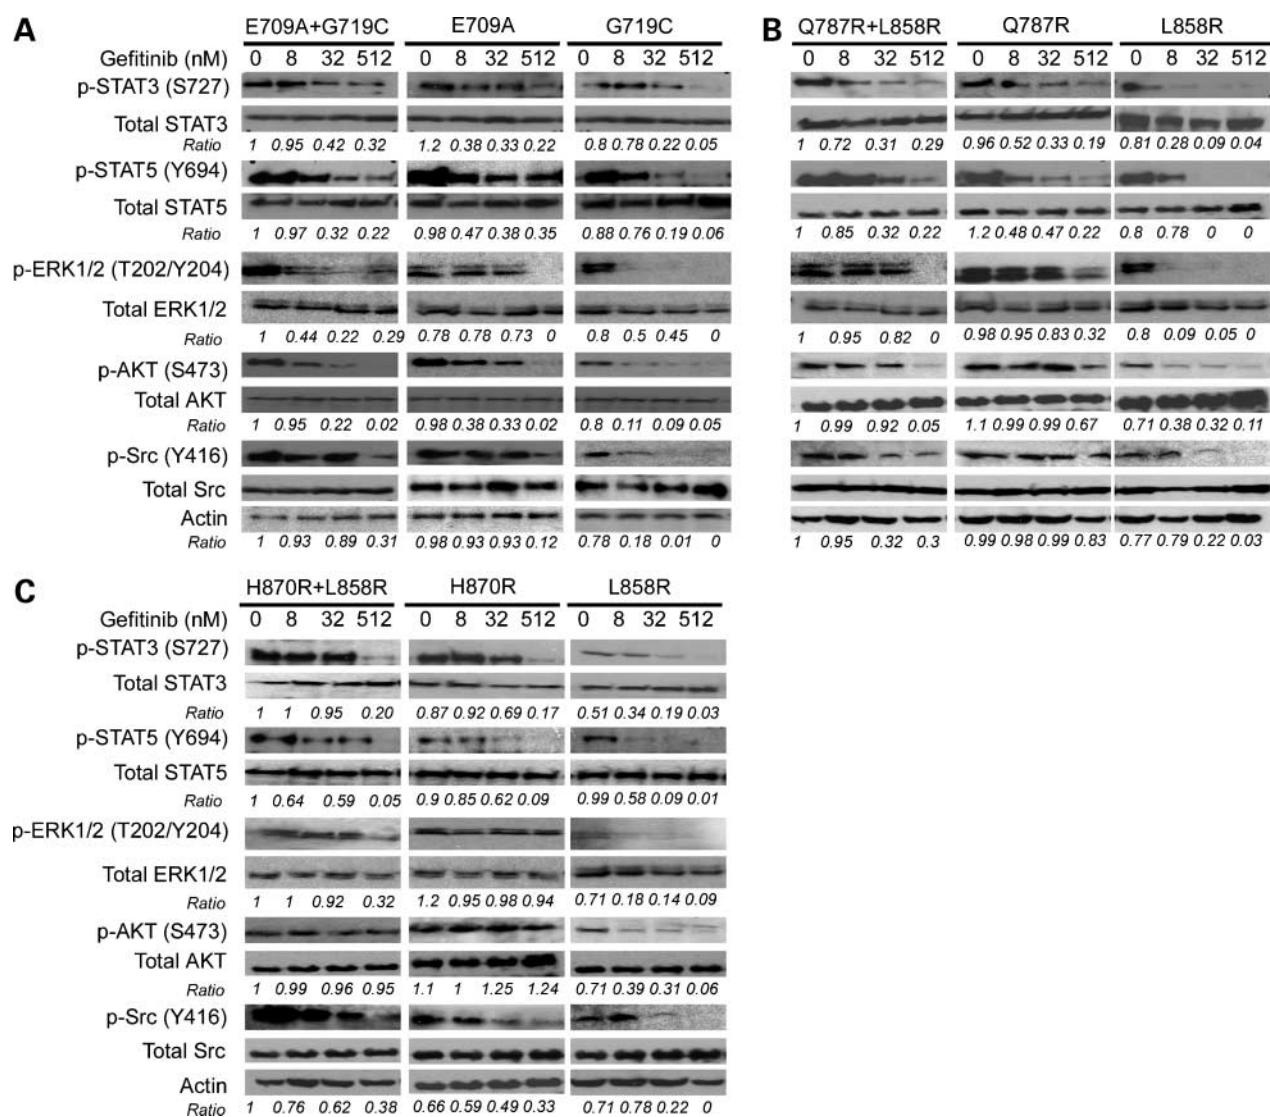 A
E709A+G719C E709A G719C
Gefitinib (nM) 0 8 32 512 0 8 32 512 0 8 32 512
p-STAT3 (S727)
Total STAT3
Ratio 1 0.95 0.42 0.32 1.2 0.38 0.33 0.22 0.8 0.78 0.22 0.05
p-STAT5 (Y694)
Total STAT5
Ratio 1 0.97 0.32 0.22 0.98 0.47 0.38 0.35 0.88 0.76 0.19 0.06
p-ERK1/2 (T202/Y204)
Total ERK1/2
Ratio 1 0.44 0.22 0.29 0.78 0.78 0.73 0 0.8 0.5 0.45 0
p-AKT (S473)
Total AKT
Ratio 1 0.95 0.22 0.02 0.98 0.38 0.33 0.02 0.8 0.11 0.09 0.05
p-Src (Y416)
Total Src
Actin
Ratio 1 0.93 0.89 0.31 0.98 0.93 0.93 0.12 0.78 0.18 0.01 0
B
Q787R+L858R Q787R L858R
0 8 32 512 0 8 32 512 0 8 32 512
1 0.72 0.31 0.29 0.96 0.52 0.33 0.19 0.81 0.28 0.09 0.04
1 0.85 0.32 0.22 1.2 0.48 0.47 0.22 0.8 0.78 0 0
1 0.95 0.82 0 0.98 0.95 0.83 0.32 0.8 0.09 0.05 0
1 0.99 0.92 0.05 1.1 0.99 0.99 0.67 0.71 0.38 0.32 0.11
1 0.95 0.32 0.3 0.99 0.98 0.99 0.83 0.77 0.79 0.22 0.03
C
H870R+L858R H870R L858R
Gefitinib (nM) 0 8 32 512 0 8 32 512 0 8 32 512
p-STAT3 (S727)
Total STAT3
Ratio 1 1 0.95 0.20 0.87 0.92 0.69 0.17 0.51 0.34 0.19 0.03
p-STAT5 (Y694)
Total STAT5
Ratio 1 0.64 0.59 0.05 0.9 0.85 0.62 0.09 0.99 0.58 0.09 0.01
p-ERK1/2 (T202/Y204)
Total ERK1/2
Ratio 1 1 0.92 0.32 1.2 0.95 0.98 0.94 0.71 0.18 0.14 0.09
p-AKT (S473)
Total AKT
Ratio 1 0.99 0.96 0.95 1.1 1 1.25 1.24 0.71 0.39 0.31 0.06
p-Src (Y416)
Total Src
Actin
Ratio 1 0.76 0.62 0.38 0.66 0.59 0.49 0.33 0.71 0.78 0.22 0